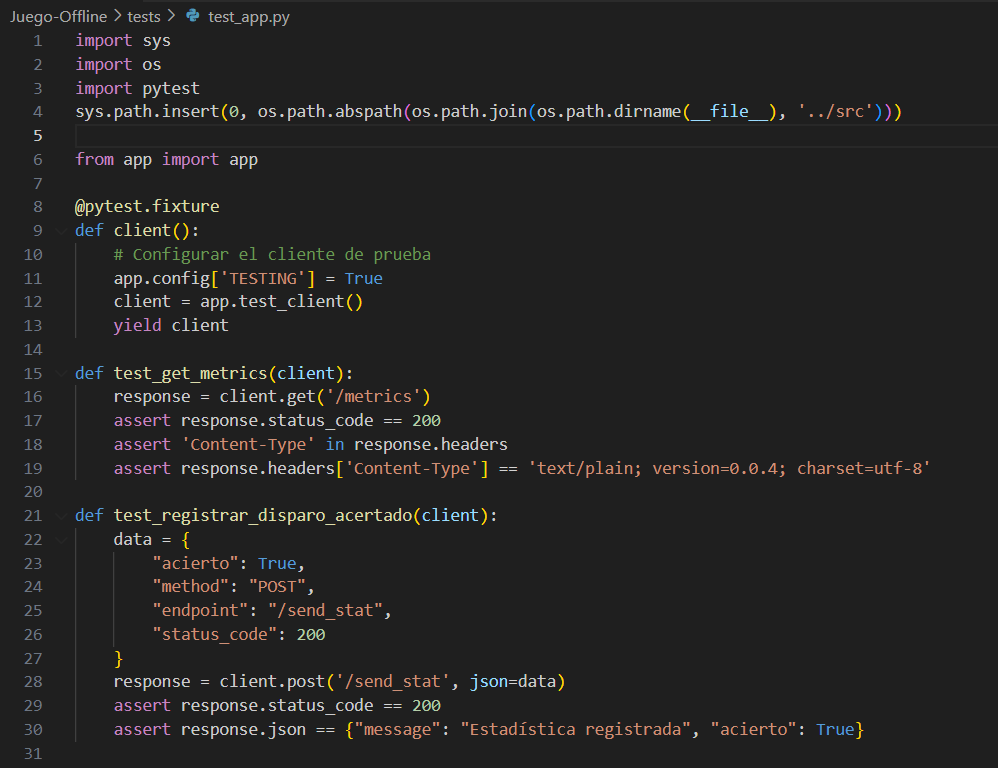 Juego-Offline > tests > test_app.py
1 import sys
2 import os
3 import pytest
4 sys.path.insert(0, os.path.abspath(os.path.join(os.path.dirname(__file__), '../src')))
5
6 from app import app
7
8 @pytest.fixture
9 def client():
10     # Configurar el cliente de prueba
11     app.config['TESTING'] = True
12     client = app.test_client()
13     yield client
14
15 def test_get_metrics(client):
16     response = client.get('/metrics')
17     assert response.status_code == 200
18     assert 'Content-Type' in response.headers
19     assert response.headers['Content-Type'] == 'text/plain; version=0.0.4; charset=utf-8'
20
21 def test_registrar_disparo_acertado(client):
22     data = {
23         "acierto": True,
24         "method": "POST",
25         "endpoint": "/send_stat",
26         "status_code": 200
27     }
28     response = client.post('/send_stat', json=data)
29     assert response.status_code == 200
30     assert response.json == {"message": "Estadística registrada", "acierto": True}
31